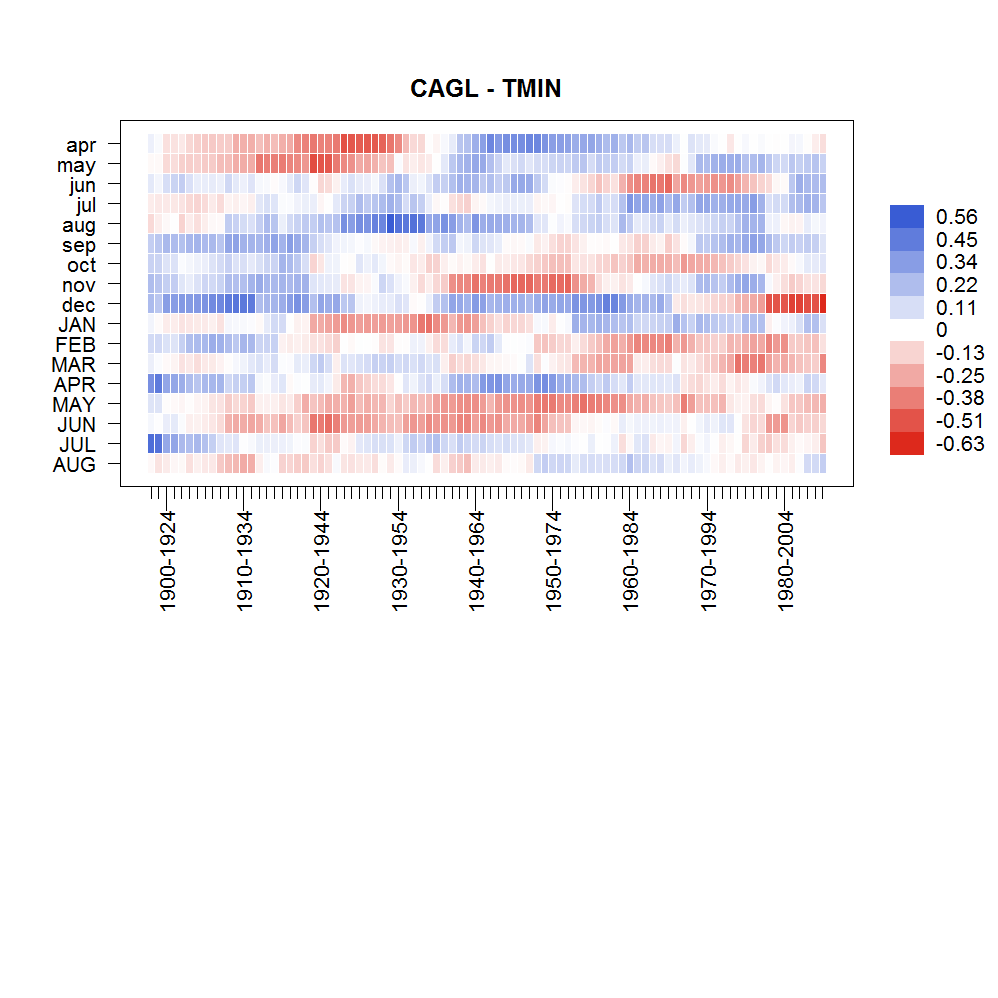 CAGL - TMIN
apr
may
jun
jul
aug
sep
oct
nov
dec
JAN
FEB
MAR
APR
MAY
JUN
JUL
AUG
0.56
0.45
0.34
0.22
0.11
0
-0.13
-0.25
-0.38
-0.51
-0.63
1900-1924
1910-1934
1920-1944
1930-1954
1940-1964
1950-1974
1960-1984
1970-1994
1980-2004